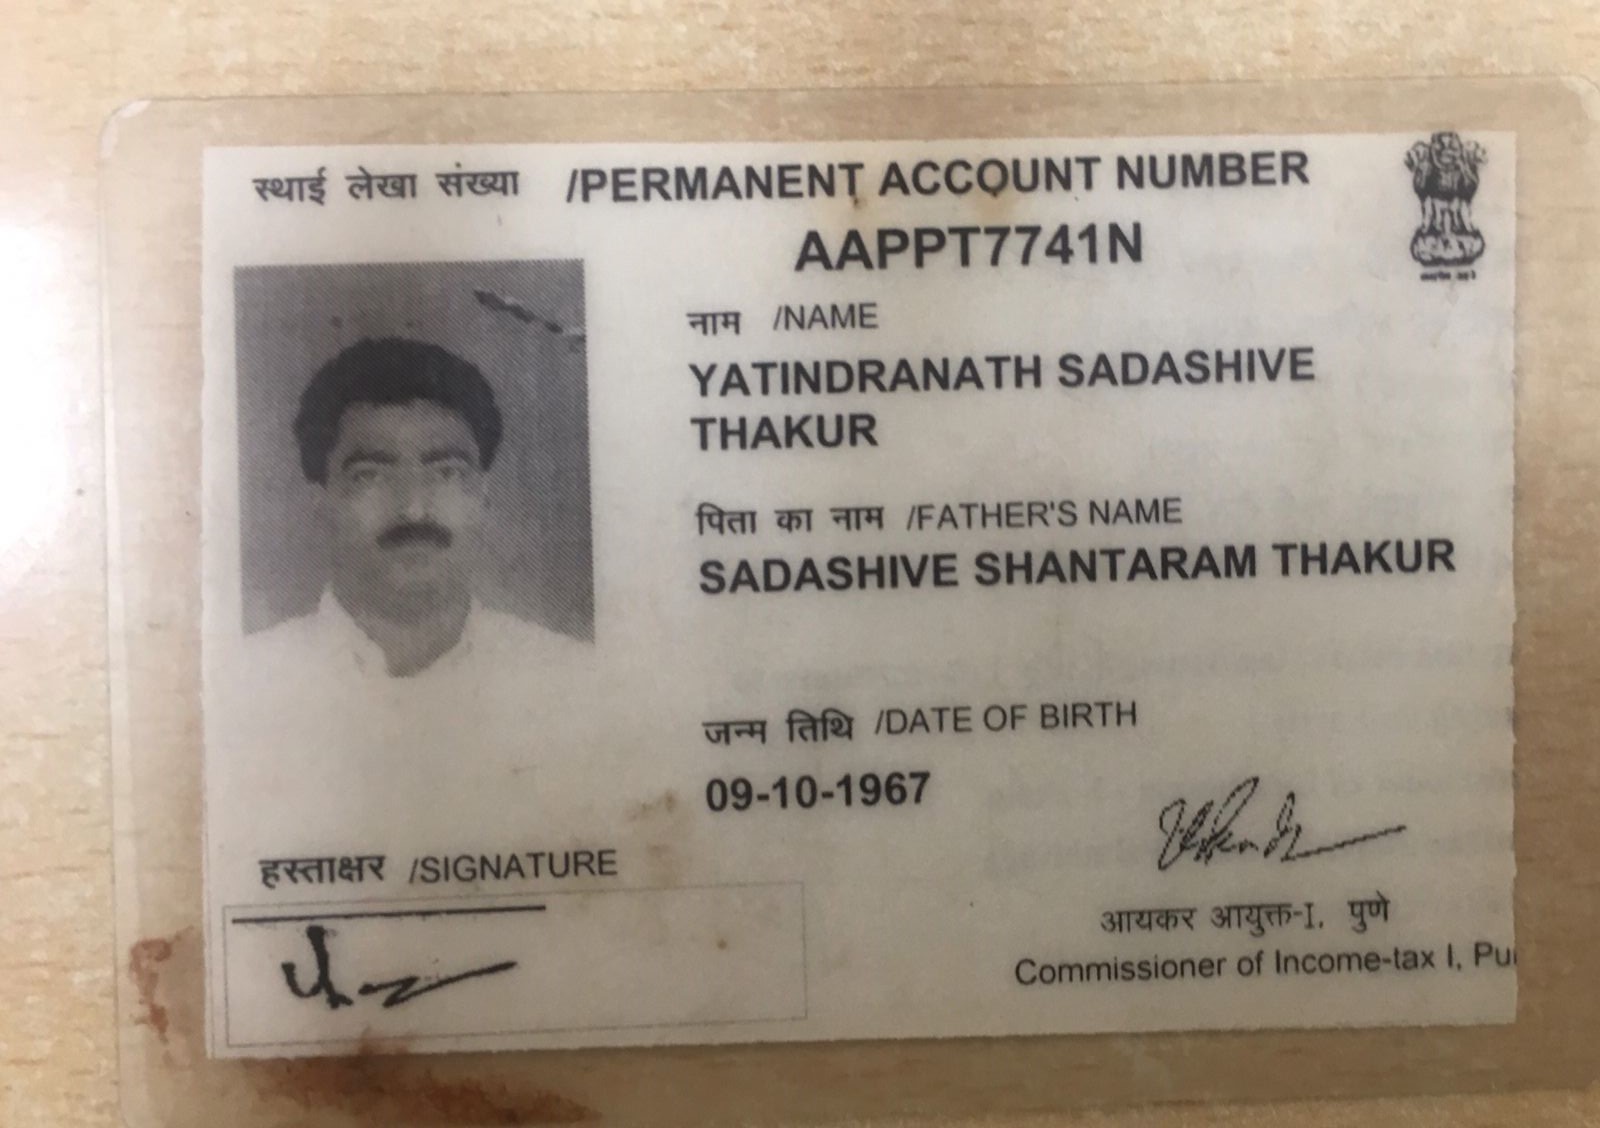 स्थाई लेखा संख्या /PERMANENT ACCOUNT NUMBER
AAPPT7741N
नाम /NAME
YATINDRANATH SADASHIVE
THAKUR
पिता का नाम /FATHER'S NAME
SADASHIVE SHANTARAM THAKUR
जन्म तिथि /DATE OF BIRTH
09-10-1967
हस्ताक्षर /SIGNATURE
आयकर आयुक्त-I, पुणे
Commissioner of Income-tax I,